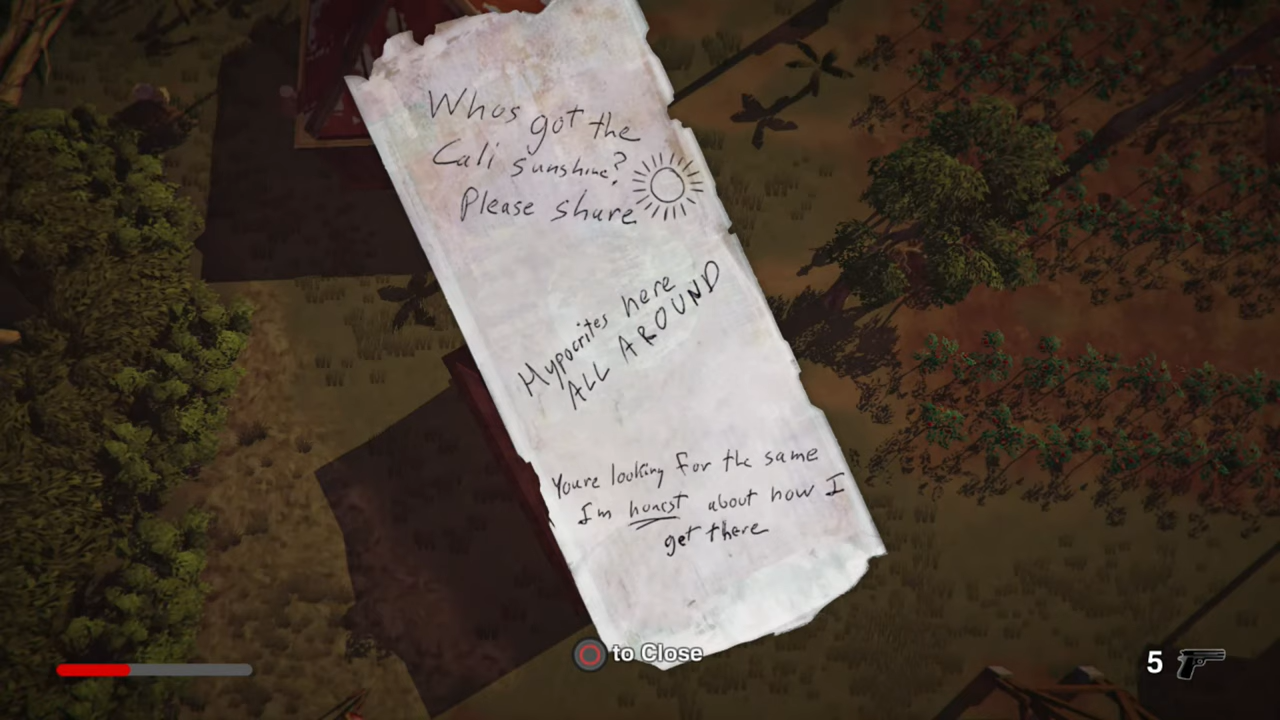 Whos got the
Cali sunshine?
Please share
Hypocrites here
ALL AROUND
Youre looking for the same
I'm honest about how I
get there
to Close
5